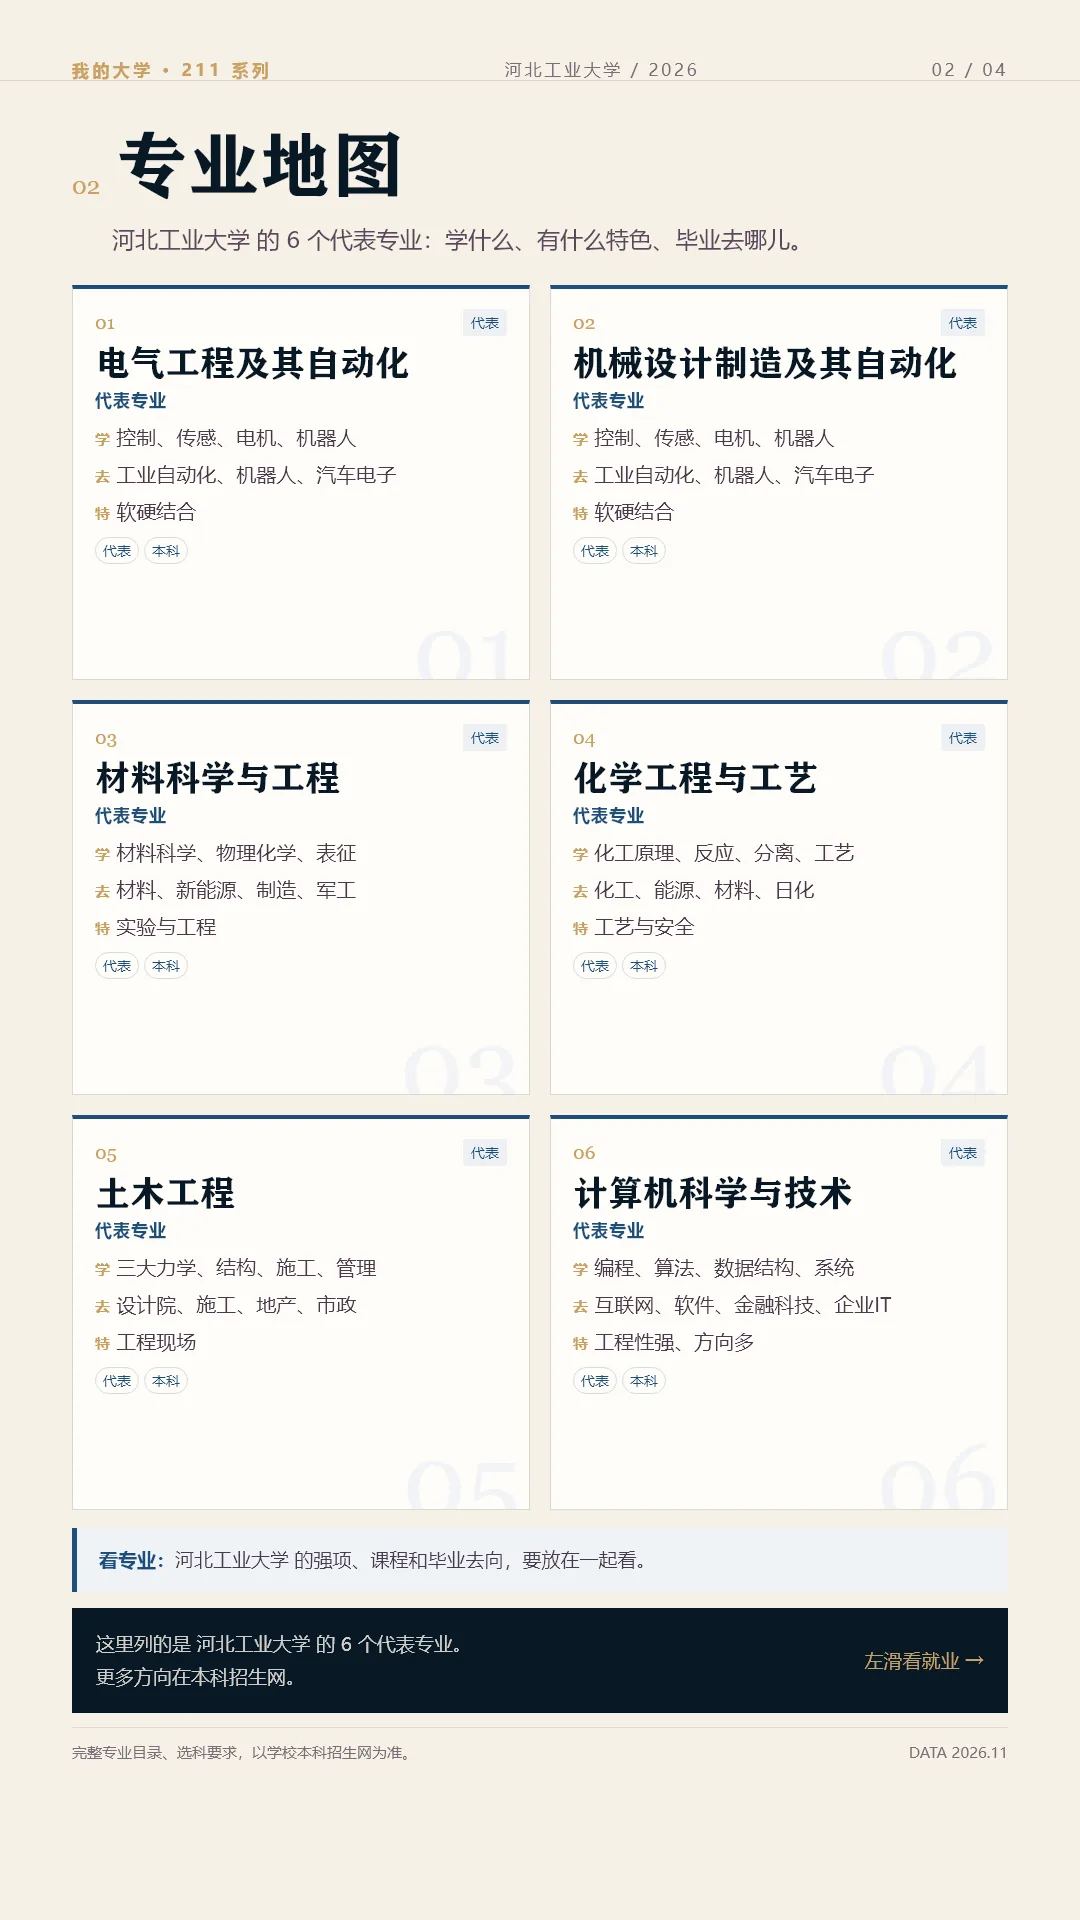 我的大学 • 211 系列
河北工业大学 / 2026
02 / 04
02 专业地图
河北工业大学 的 6 个代表专业：学什么、有什么特色、毕业去哪儿。
01
代表
电气工程及其自动化
代表专业
学 控制、传感、电机、机器人
去 工业自动化、机器人、汽车电子
特 软硬结合
代表 本科
01
02
代表
机械设计制造及其自动化
代表专业
学 控制、传感、电机、机器人
去 工业自动化、机器人、汽车电子
特 软硬结合
代表 本科
02
03
代表
材料科学与工程
代表专业
学 材料科学、物理化学、表征
去 材料、新能源、制造、军工
特 实验与工程
代表 本科
03
04
代表
化学工程与工艺
代表专业
学 化工原理、反应、分离、工艺
去 化工、能源、材料、日化
特 工艺与安全
代表 本科
04
05
代表
土木工程
代表专业
学 三大力学、结构、施工、管理
去 设计院、施工、地产、市政
特 工程现场
代表 本科
05
06
代表
计算机科学与技术
代表专业
学 编程、算法、数据结构、系统
去 互联网、软件、金融科技、企业IT
特 工程性强、方向多
代表 本科
06
看专业：河北工业大学 的强项、课程和毕业去向，要放在一起看。
这里列的是 河北工业大学 的 6 个代表专业。
更多方向在本科招生网。
左滑看就业 →
完整专业目录、选科要求，以学校本科招生网为准。
DATA 2026.11